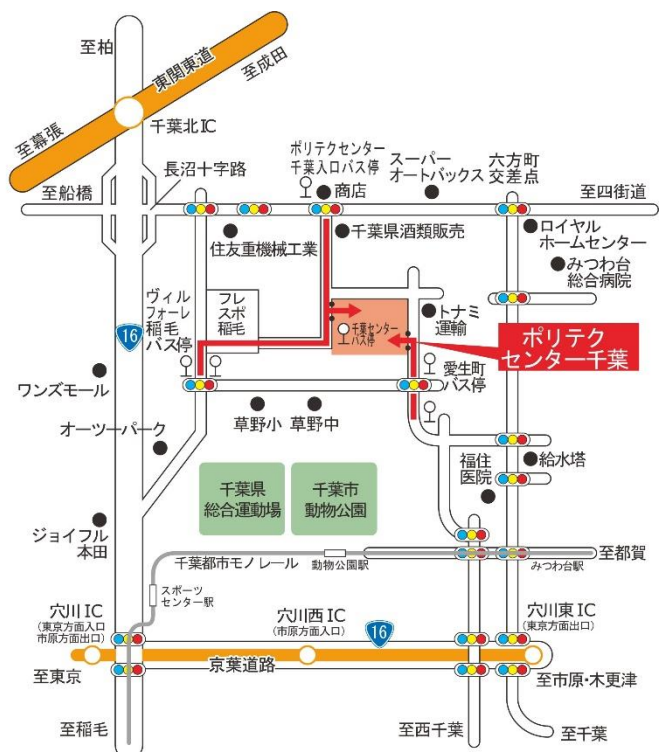 至柏
東関東道
至成田
至幕張
千葉北IC
長沼十字路
至船橋
ポリテクセンター
千葉入口バス停
商店
スーパー
オートバックス
六方町
交差点
至四街道
住友重機械工業
千葉県酒類販売
ロイヤル
ホームセンター
みつわ台
総合病院
ヴィル
フォーレ
稲毛
バス停
フレ
スポ
稲毛
千葉センター
バス停
トナミ
運輸
ポリテク
センター千葉
16
愛生町
バス停
ワンズモール
草野小
草野中
オーツーパーク
福住
医院
給水塔
千葉県
総合運動場
千葉市
動物公園
ジョイフル
本田
千葉都市モノレール
動物公園駅
みつわ台駅
至都賀
スポーツ
センター駅
穴川IC
(東京方面入口
市原方面出口)
穴川西IC
(市原方面入口)
16
穴川東IC
(東京方面出口)
京葉道路
至東京
至市原・木更津
至稲毛
至西千葉
至千葉